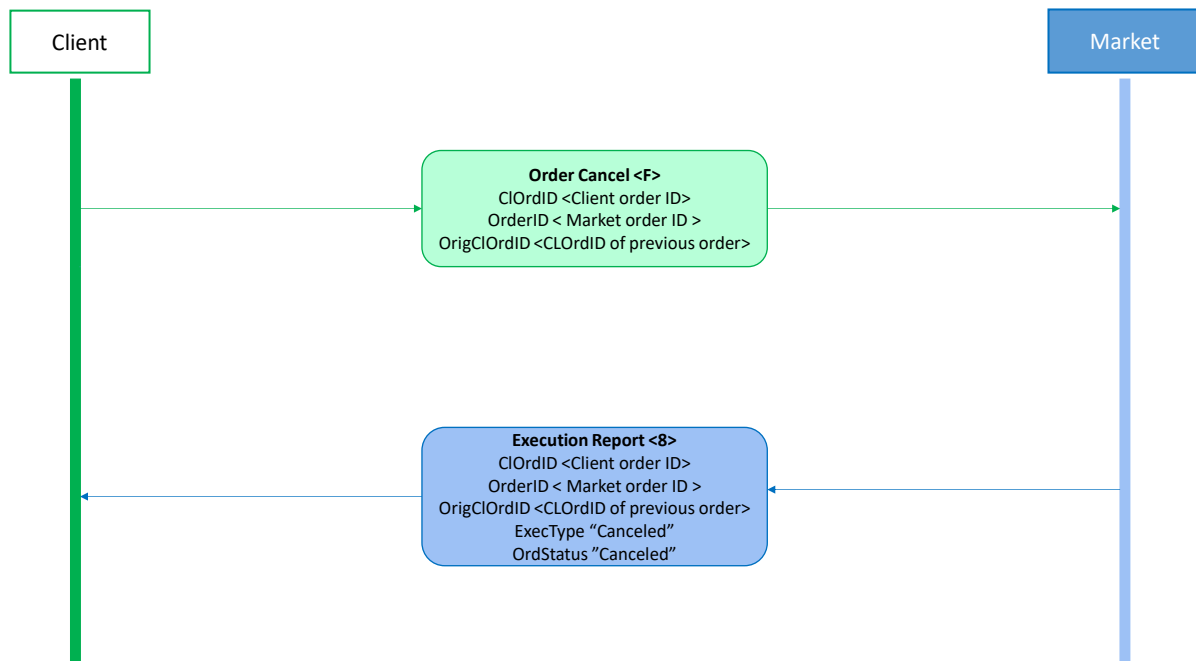 Client
Market
Order Cancel <F>
ClOrdID <Client order ID>
OrderID < Market order ID >
OrigClOrdID <CLOrdID of previous order>
Execution Report <8>
ClOrdID <Client order ID>
OrderID < Market order ID >
OrigClOrdID <CLOrdID of previous order>
ExecType “Canceled”
OrdStatus ”Canceled”